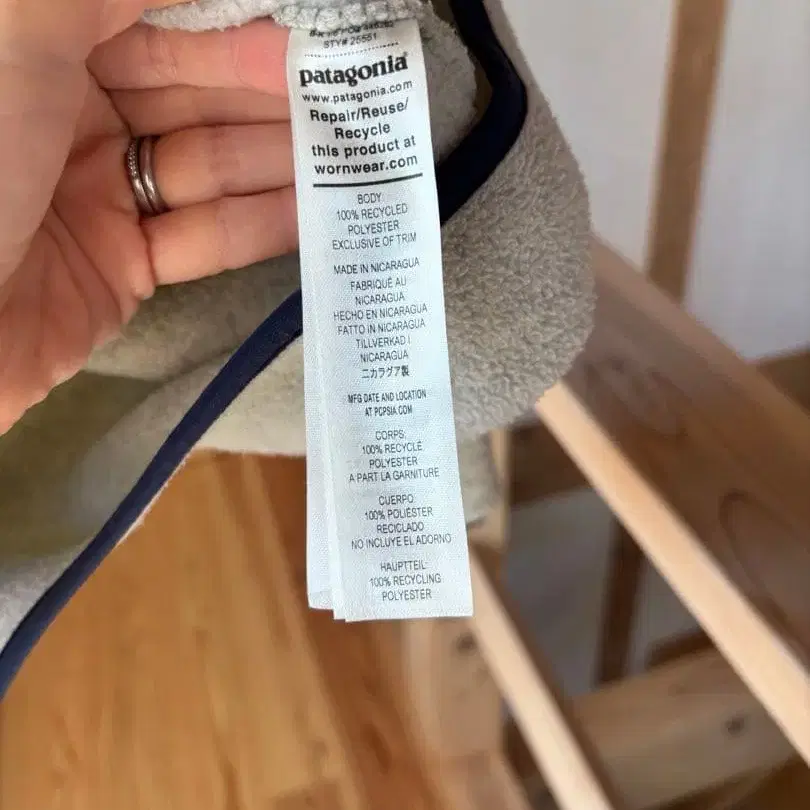 STY# 25551
patagonia®
www.patagonia.com
Repair/Reuse/
Recycle
this product at
wornwear.com
BODY:
100% RECYCLED
POLYESTER
EXCLUSIVE OF TRIM
MADE IN NICARAGUA
FABRIQUÉ AU
NICARAGUA
HECHO EN NICARAGUA
FATTO IN NICARAGUA
TILLVERKAD I
NICARAGUA
ニカラグア製
MFG DATE AND LOCATION
AT PCPSIA.COM
CORPS:
100% RECYCLÉ
POLYESTER
A PART LA GARNITURE
CUERPO:
100% POLIÉSTER
RECICLADO
NO INCLUYE EL ADORNO
HAUPTTEIL:
100% RECYCLING
POLYESTER